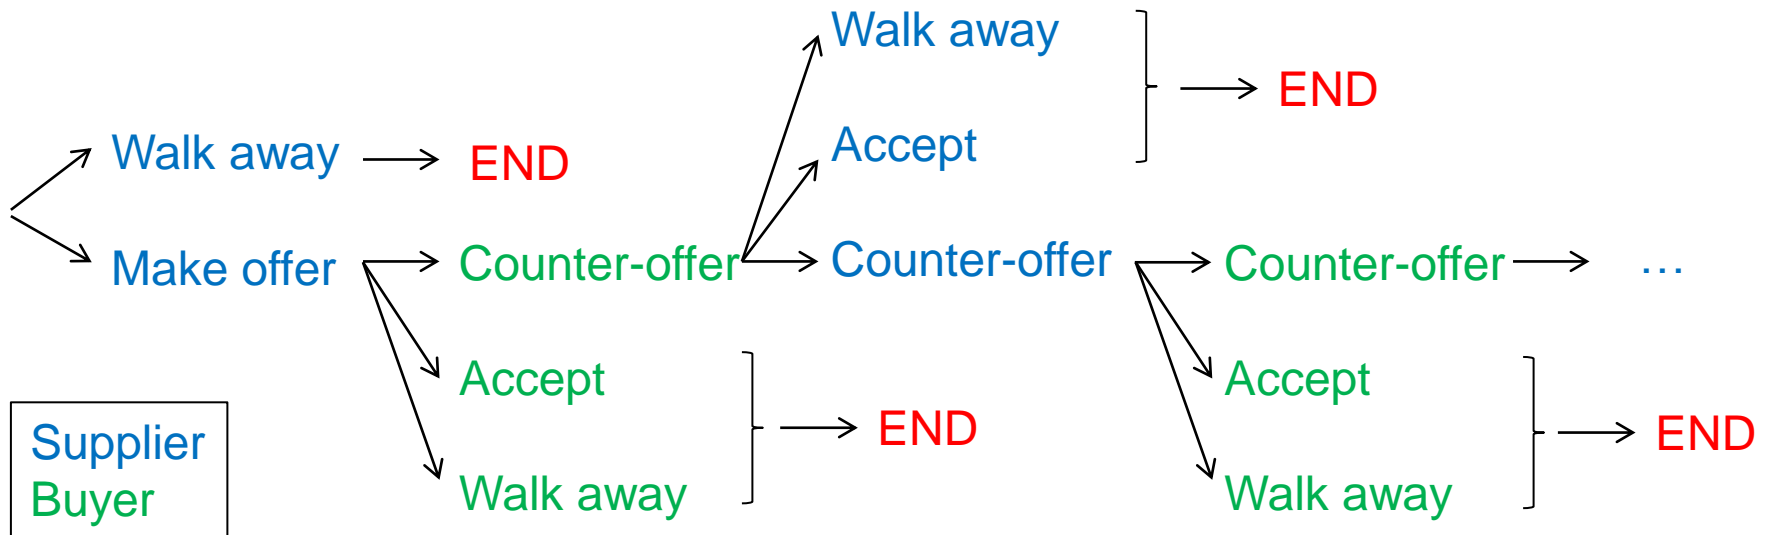 Walk away
END
Accept
Walk away
END
Make offer
Counter-offer
Counter-offer
Counter-offer
...
Accept
Accept
END
END
Walk away
Walk away
Supplier
Buyer